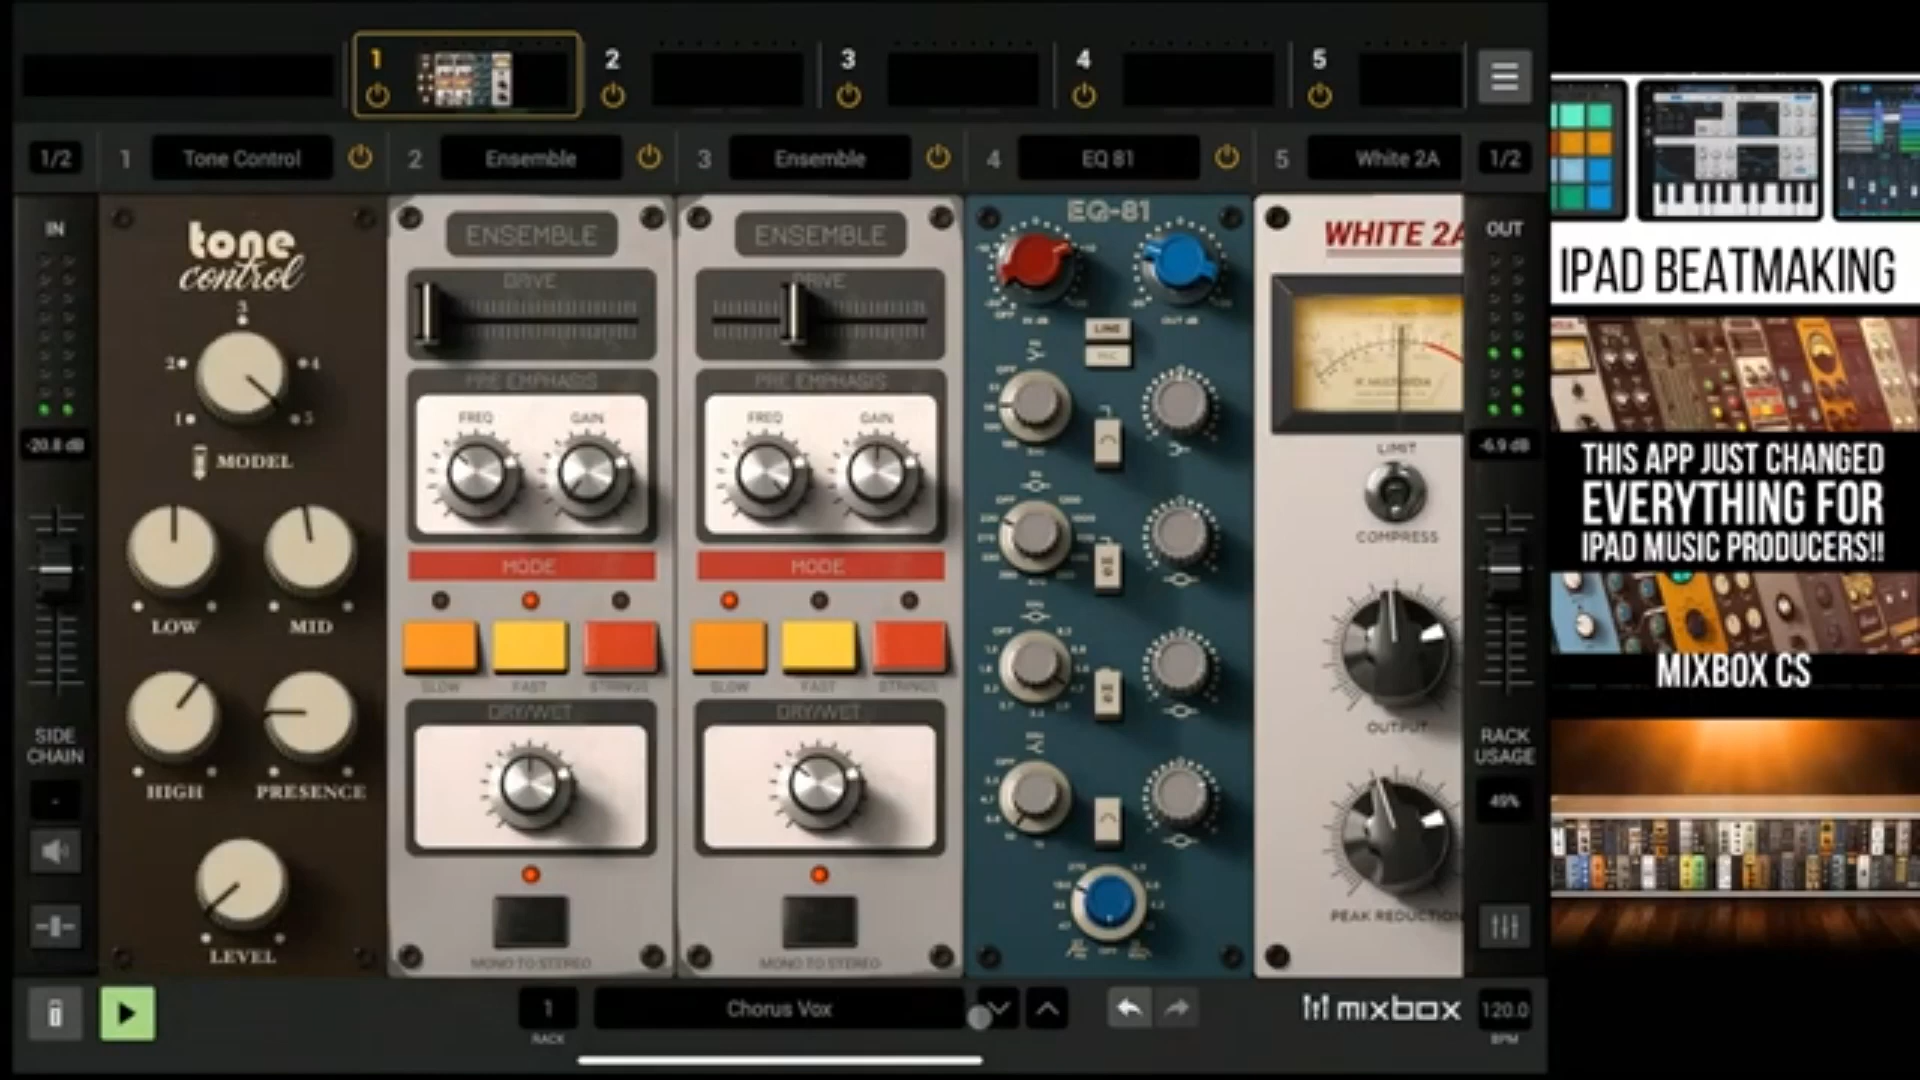 1
2
3
4
5
1/2
1
Tone Control
2
Ensemble
3
Ensemble
4
EQ 81
5
White 2A
1/2
IN
-20.8 dB
SIDE
CHAIN
-
tone
control
3
2
4
1
5
MODEL
LOW
MID
HIGH
PRESENCE
LEVEL
ENSEMBLE
DRIVE
PRE EMPHASIS
FREQ
GAIN
MODE
SLOW
FAST
STRINGS
DRY/WET
MONO TO STEREO
ENSEMBLE
DRIVE
PRE EMPHASIS
FREQ
GAIN
MODE
SLOW
FAST
STRINGS
DRY/WET
MONO TO STEREO
EQ-81
LINE
MIC
WHITE 2A
LIMIT
COMPRESS
OUTPUT
PEAK REDUCTION
OUT
-6.9 dB
RACK
USAGE
49%
1
RACK
Chorus Vox
mixbox
120.0
BPM
IPAD BEATMAKING
THIS APP JUST CHANGED
EVERYTHING FOR
IPAD MUSIC PRODUCERS!!
MIXBOX CS